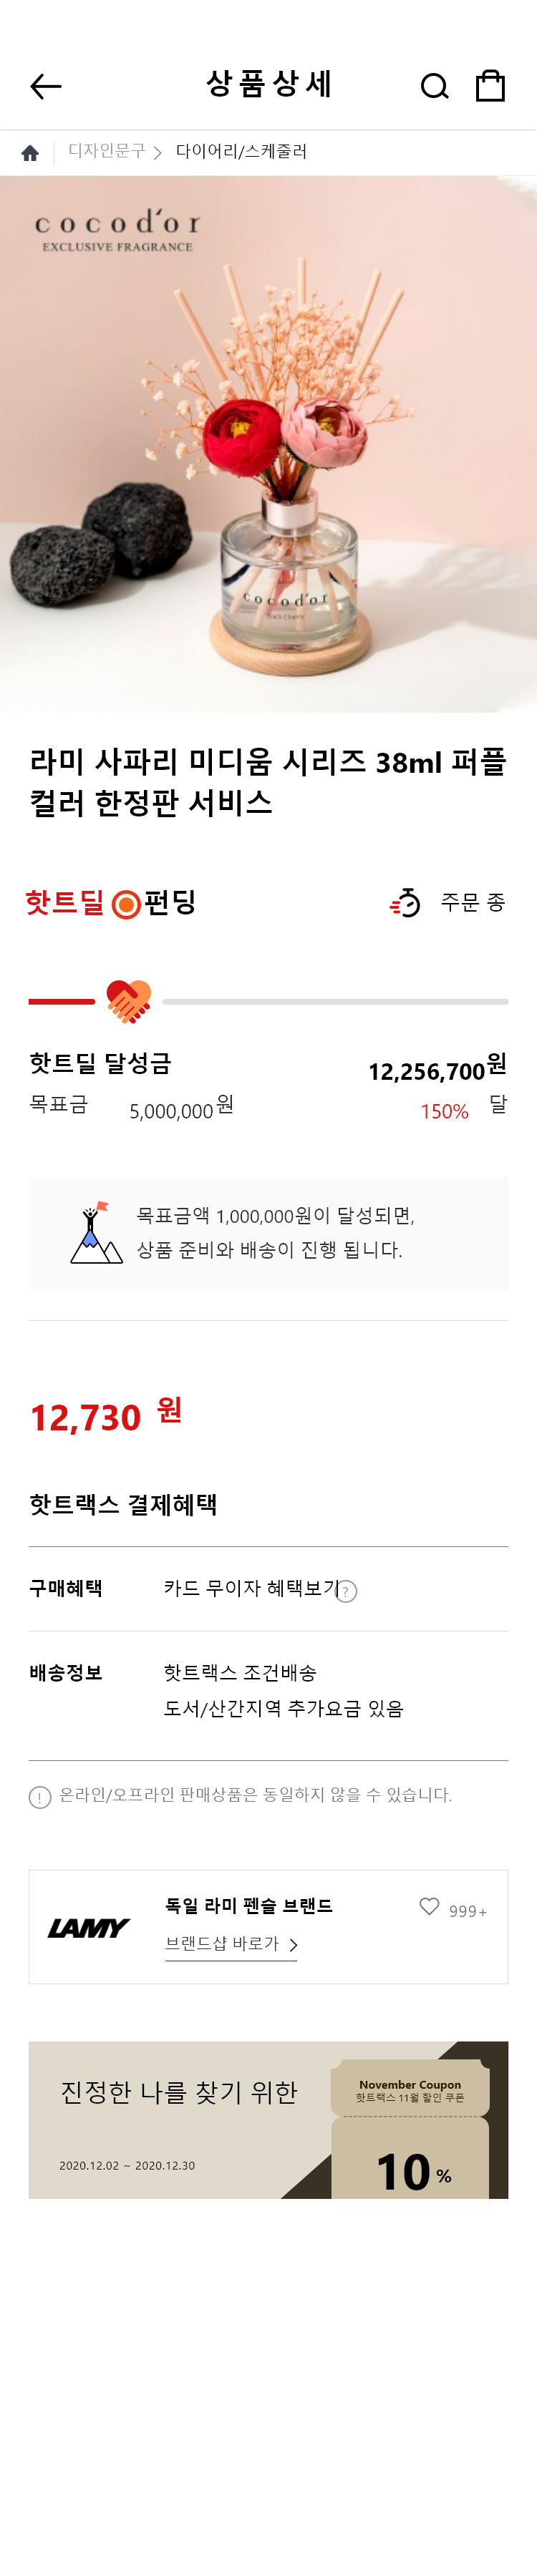 상품상세
디자인문구
다이어리/스케줄러
cocod'or
EXCLUSIVE FRAGRANCE
cocod'or
Black Cherry
라미 사파리 미디움 시리즈 38ml 퍼플
컬러 한정판 서비스
핫트딜 펀딩
주문 종
핫트딜 달성금
12,256,700원
목표금
5,000,000원
150%
달
목표금액 1,000,000원이 달성되면,
상품 준비와 배송이 진행 됩니다.
12,730 원
핫트랙스 결제혜택
구매혜택
카드 무이자 혜택보기 ?
배송정보
핫트랙스 조건배송
도서/산간지역 추가요금 있음
! 온라인/오프라인 판매상품은 동일하지 않을 수 있습니다.
LAMY
독일 라미 펜슬 브랜드
999+
브랜드샵 바로가
진정한 나를 찾기 위한
2020.12.02 ~ 2020.12.30
November Coupon
핫트랙스 11월 할인 쿠폰
10 %